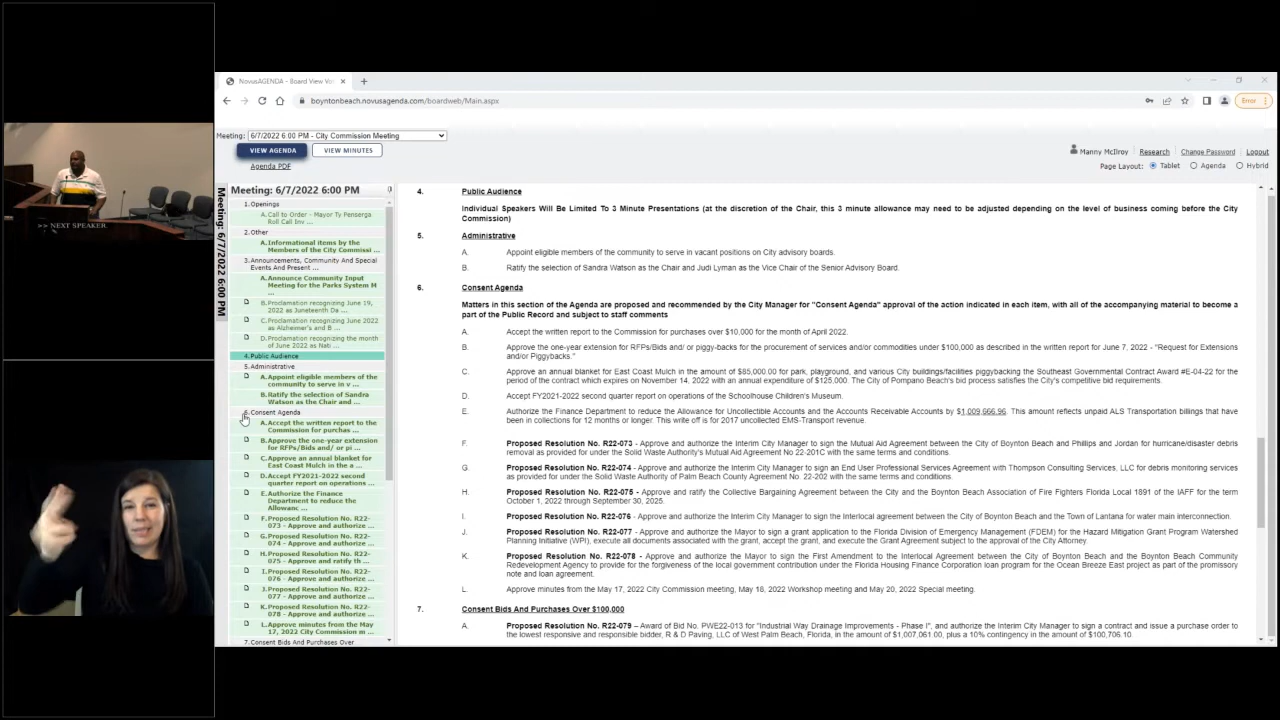 NovusAGENDA - Board View Vo
boyntonbeach.novusagenda.com/boardweb/Main.aspx
Error
Meeting: 6/7/2022 6:00 PM - City Commission Meeting
VIEW AGENDA
VIEW MINUTES
Agenda PDF
Manny McIlroy
Research
Change Password
Logout
Page Layout:
Tablet
Agenda
Hybrid
>> NEXT SPEAKER.
Meeting: 6/7/2022 6:00 PM
Meeting: 6/7/2022 6:00 PM
1.Openings
A.Call to Order - Mayor Ty Penserga
Roll Call Inv ...
2.Other
A.Informational items by the
Members of the City Commissi ...
3.Announcements, Community And Special
Events And Present ...
A.Announce Community Input
Meeting for the Parks System M
...
B.Proclamation recognizing June 19,
2022 as Juneteenth Da ...
C.Proclamation recognizing June 2022
as Alzheimer's and B ...
D.Proclamation recognizing the month
of June 2022 as Nati ...
4.Public Audience
5.Administrative
A.Appoint eligible members of the
community to serve in v ...
B.Ratify the selection of Sandra
Watson as the Chair and ...
6.Consent Agenda
A.Accept the written report to the
Commission for purchas ...
B.Approve the one-year extension
for RFPs/Bids and/ or pi ...
C.Approve an annual blanket for
East Coast Mulch in the a ...
D.Accept FY2021-2022 second
quarter report on operations ...
E.Authorize the Finance
Department to reduce the
Allowanc ...
F.Proposed Resolution No. R22-
073 - Approve and authorize ...
G.Proposed Resolution No. R22-
074 - Approve and authorize ...
H.Proposed Resolution No. R22-
075 - Approve and ratify th ...
I.Proposed Resolution No. R22-
076 - Approve and authorize ...
J.Proposed Resolution No. R22-
077 - Approve and authorize ...
K.Proposed Resolution No. R22-
078 - Approve and authorize ...
L.Approve minutes from the May
17, 2022 City Commission m ...
7.Consent Bids And Purchases Over
4. Public Audience
Individual Speakers Will Be Limited To 3 Minute Presentations (at the discretion of the Chair, this 3 minute allowance may need to be adjusted depending on the level of business coming before the City
Commission)
5. Administrative
A. Appoint eligible members of the community to serve in vacant positions on City advisory boards.
B. Ratify the selection of Sandra Watson as the Chair and Judi Lyman as the Vice Chair of the Senior Advisory Board.
6. Consent Agenda
Matters in this section of the Agenda are proposed and recommended by the City Manager for "Consent Agenda" approval of the action indicated in each item, with all of the accompanying material to become a
part of the Public Record and subject to staff comments
A. Accept the written report to the Commission for purchases over $10,000 for the month of April 2022.
B. Approve the one-year extension for RFPs/Bids and/ or piggy-backs for the procurement of services and/or commodities under $100,000 as described in the written report for June 7, 2022 - "Request for Extensions
and/or Piggybacks."
C. Approve an annual blanket for East Coast Mulch in the amount of $85,000.00 for park, playground, and various City buildings/facilities piggybacking the Southeast Governmental Contract Award #E-04-22 for the
period of the contract which expires on November 14, 2022 with an annual expenditure of $125,000. The City of Pompano Beach's bid process satisfies the City's competitive bid requirements.
D. Accept FY2021-2022 second quarter report on operations of the Schoolhouse Children's Museum.
E. Authorize the Finance Department to reduce the Allowance for Uncollectible Accounts and the Accounts Receivable Accounts by $1,009,666.96. This amount reflects unpaid ALS Transportation billings that have
been in collections for 12 months or longer. This write off is for 2017 uncollected EMS-Transport revenue.
F. Proposed Resolution No. R22-073 - Approve and authorize the Interim City Manager to sign the Mutual Aid Agreement between the City of Boynton Beach and Phillips and Jordan for hurricane/disaster debris
removal as provided for under the Solid Waste Authority's Mutual Aid Agreement No 22-201C with the same terms and conditions.
G. Proposed Resolution No. R22-074 - Approve and authorize the Interim City Manager to sign an End User Professional Services Agreement with Thompson Consulting Services, LLC for debris monitoring services
as provided for under Solid Waste Authority of Palm Beach County Agreement No. 22-202 with the same terms and conditions.
H. Proposed Resolution No. R22-075 - Approve and ratify the Collective Bargaining Agreement between the City and the Boynton Beach Association of Fire Fighters Florida Local 1891 of the IAFF for the term
October 1, 2022 through September 30, 2025.
I. Proposed Resolution No. R22-076 - Approve and authorize the Interim City Manager to sign the Interlocal agreement between the City of Boynton Beach and the Town of Lantana for water main interconnection.
J. Proposed Resolution No. R22-077 - Approve and authorize the Mayor to sign a grant application to the Florida Division of Emergency Management (FDEM) for the Hazard Mitigation Grant Program Watershed
Planning Initiative (WPI), execute all documents associated with the grant, accept the grant, and execute the Grant Agreement subject to the approval of the City Attorney.
K. Proposed Resolution No. R22-078 - Approve and authorize the Mayor to sign the First Amendment to the Interlocal Agreement between the City of Boynton Beach and the Boynton Beach Community
Redevelopment Agency to provide for the forgiveness of the local government contribution under the Florida Housing Finance Corporation loan program for the Ocean Breeze East project as part of the promissory
note and loan agreement.
L. Approve minutes from the May 17, 2022 City Commission meeting, May 18, 2022 Workshop meeting and May 20, 2022 Special meeting.
7. Consent Bids And Purchases Over $100,000
A. Proposed Resolution No. R22-079 – Award of Bid No. PWE22-013 for "Industrial Way Drainage Improvements - Phase I", and authorize the Interim City Manager to sign a contract and issue a purchase order to
the lowest responsive and responsible bidder, R & D Paving, LLC of West Palm Beach, Florida, in the amount of $1,007,061.00, plus a 10% contingency in the amount of $100,706.10.